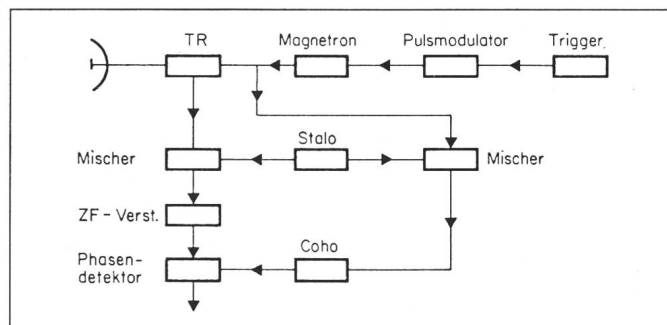 TR
Magnetron
Pulsmodulator
Trigger.
Mischer
Stalo
Mischer
ZF-Verst.
Phasen-
detektor
Coho